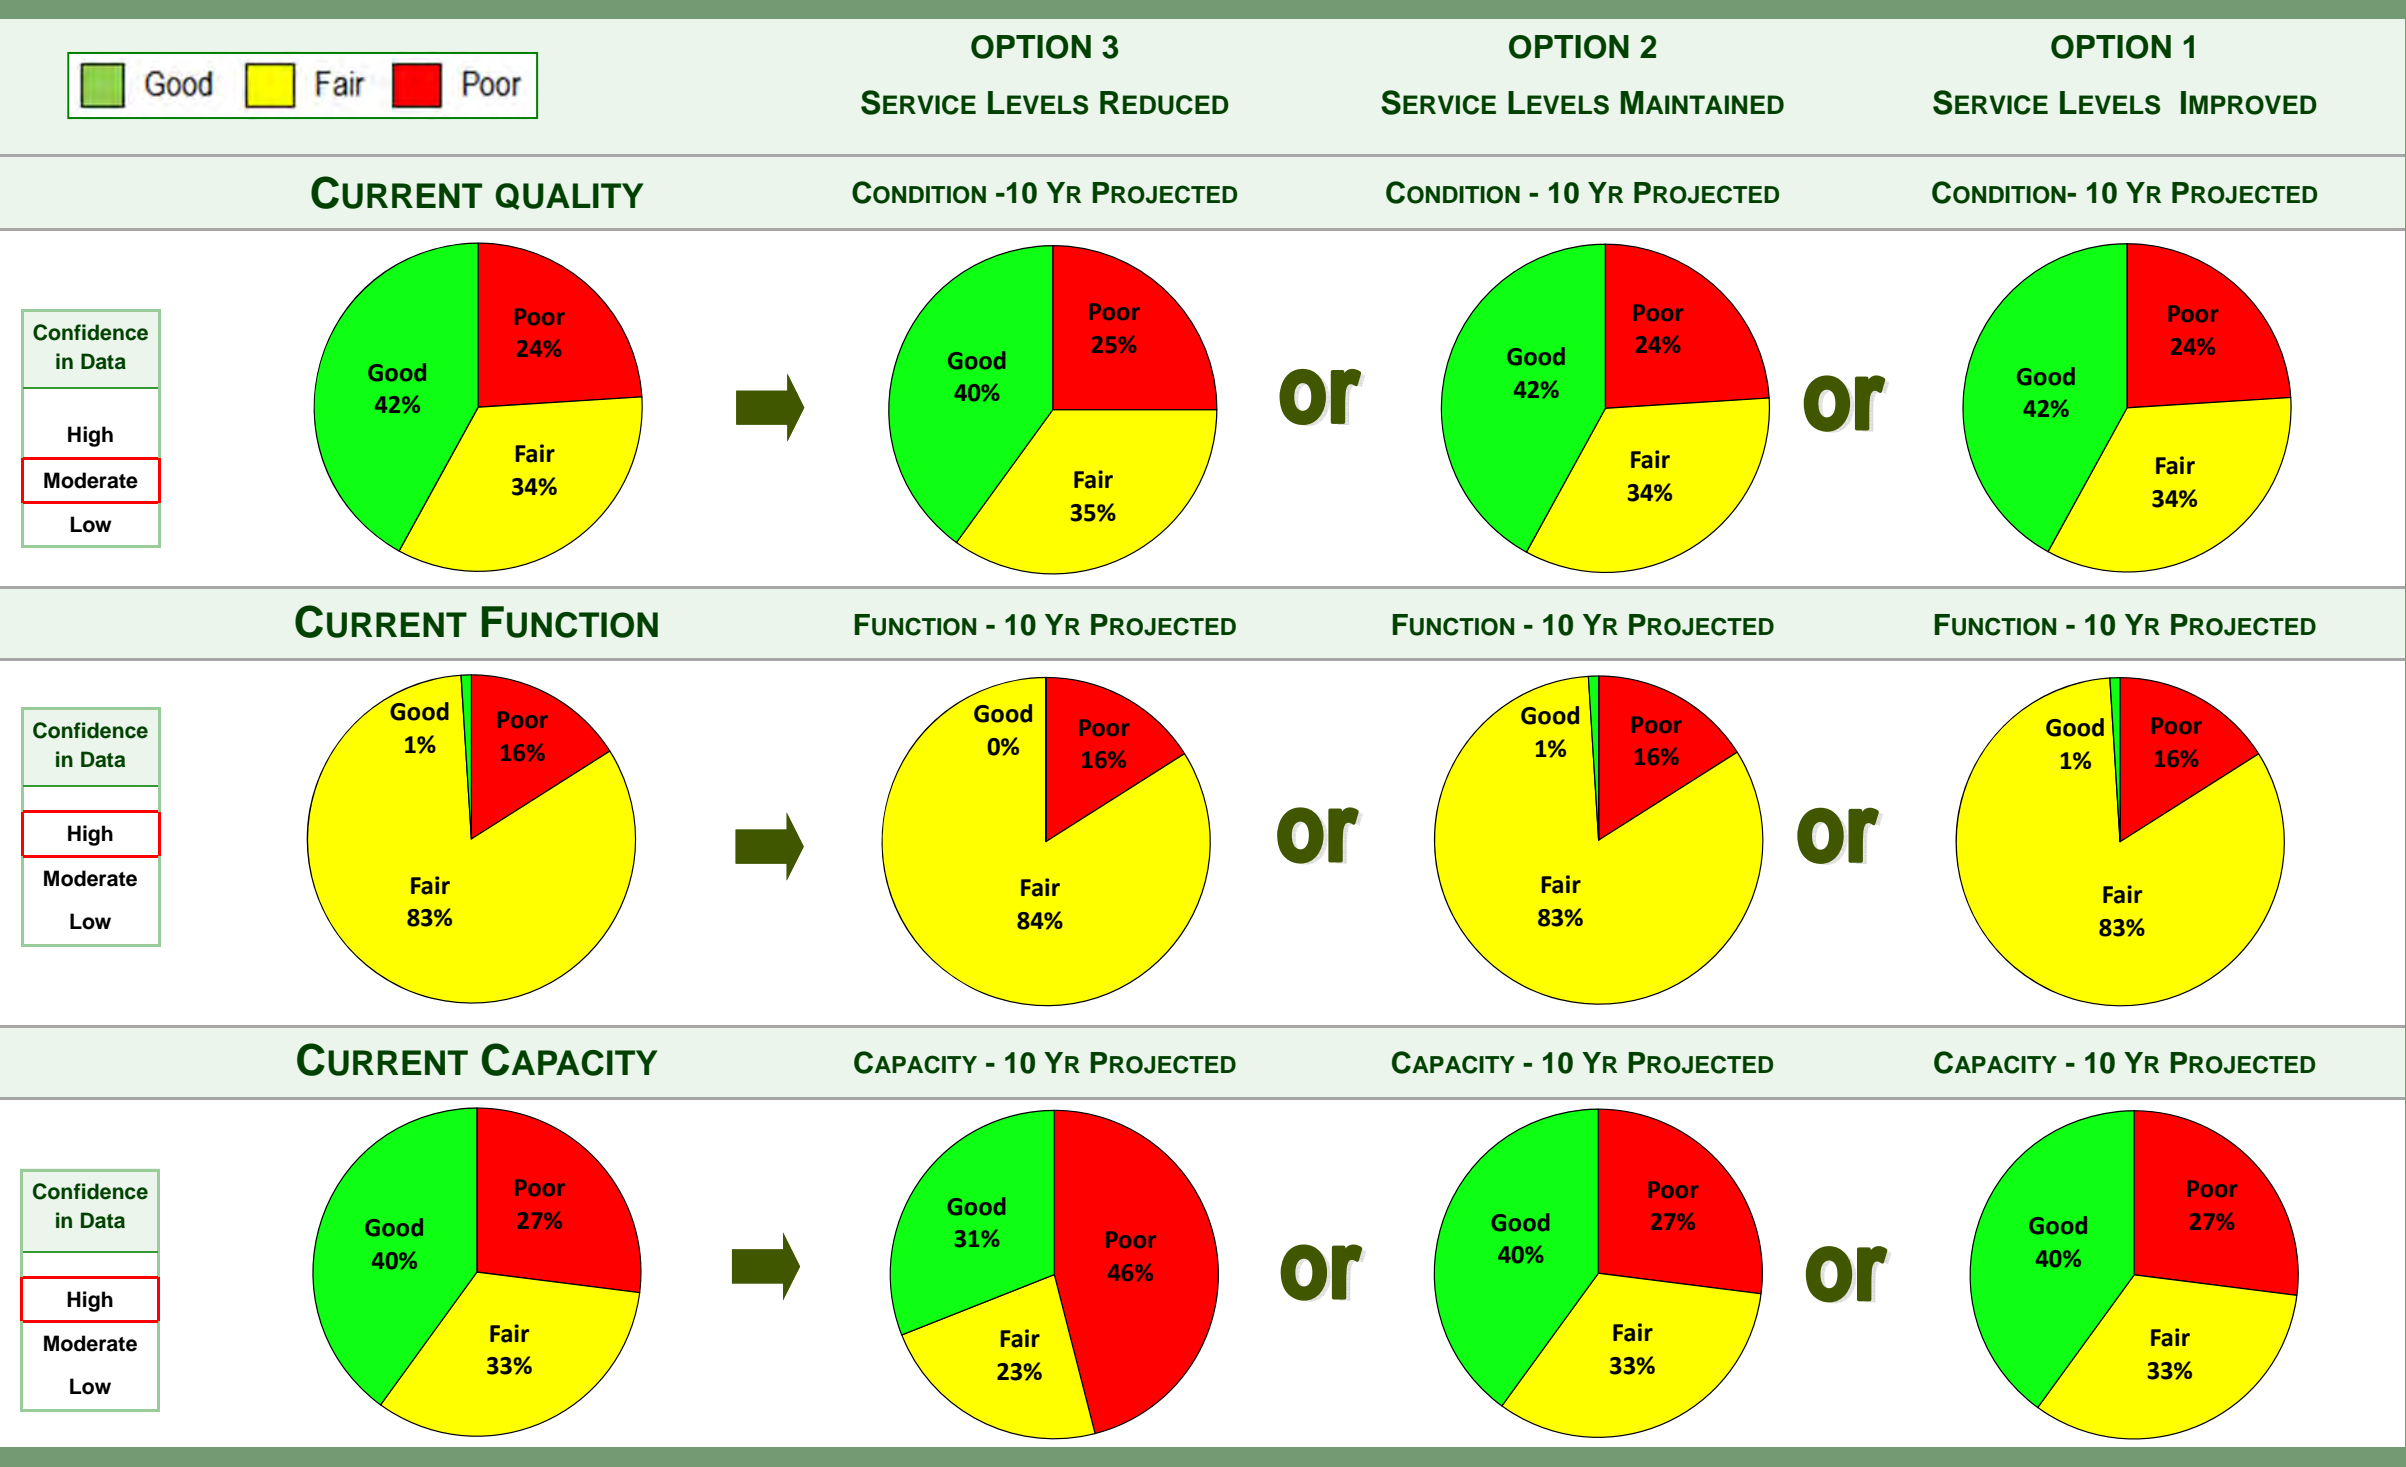 Good Fair Poor
OPTION 3
SERVICE LEVELS REDUCED
OPTION 2
SERVICE LEVELS MAINTAINED
OPTION 1
SERVICE LEVELS  IMPROVED
CURRENT QUALITY
CONDITION -10 YR PROJECTED
CONDITION - 10 YR PROJECTED
CONDITION- 10 YR PROJECTED
Confidence
in Data
High
Moderate
Low
Poor
24%
Good
42%
Fair
34%
Poor
25%
Good
40%
Fair
35%
or
Poor
24%
Good
42%
Fair
34%
or
Poor
24%
Good
42%
Fair
34%
CURRENT FUNCTION
FUNCTION - 10 YR PROJECTED
FUNCTION - 10 YR PROJECTED
FUNCTION - 10 YR PROJECTED
Confidence
in Data
High
Moderate
Low
Good
1%
Poor
16%
Fair
83%
Good
0%
Poor
16%
Fair
84%
or
Good
1%
Poor
16%
Fair
83%
or
Good
1%
Poor
16%
Fair
83%
CURRENT CAPACITY
CAPACITY - 10 YR PROJECTED
CAPACITY - 10 YR PROJECTED
CAPACITY - 10 YR PROJECTED
Confidence
in Data
High
Moderate
Low
Poor
27%
Good
40%
Fair
33%
Good
31%
Poor
46%
Fair
23%
or
Poor
27%
Good
40%
Fair
33%
or
Poor
27%
Good
40%
Fair
33%